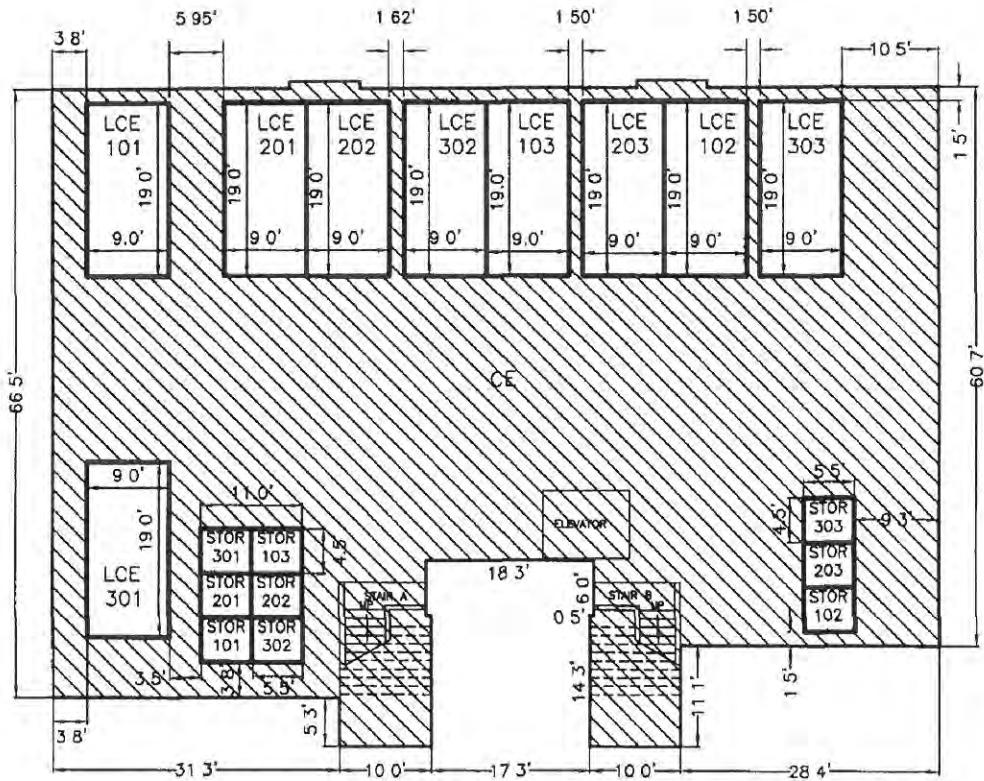 3 8'
5 95'
1 62'
1 50'
1 50'
10 5'
LCE
101
LCE
201
LCE
202
LCE
302
LCE
103
LCE
203
LCE
102
LCE
303
1 5'
19 0'
19 0'
19 0'
19 0'
19.0'
19 0'
19 0'
19 0'
9.0'
9 0'
9 0'
9 0'
9.0'
9 0'
9 0'
9 0'
66 5'
60 7'
CE
9 0'
19 0'
LCE
301
11.0'
STOR
301
STOR
103
4.5'
STOR
201
STOR
202
STOR
101
STOR
302
3.5'
3.8'
5.5'
ELEVATOR
18 3'
STAIR A
UP
6 0'
0 5'
STAIR B
UP
14 3'
11 1'
5 5'
4.5'
STOR
303
9 3'
STOR
203
STOR
102
1 5'
5 3'
3 8'
31 3'
10 0'
17 3'
10 0'
28 4'